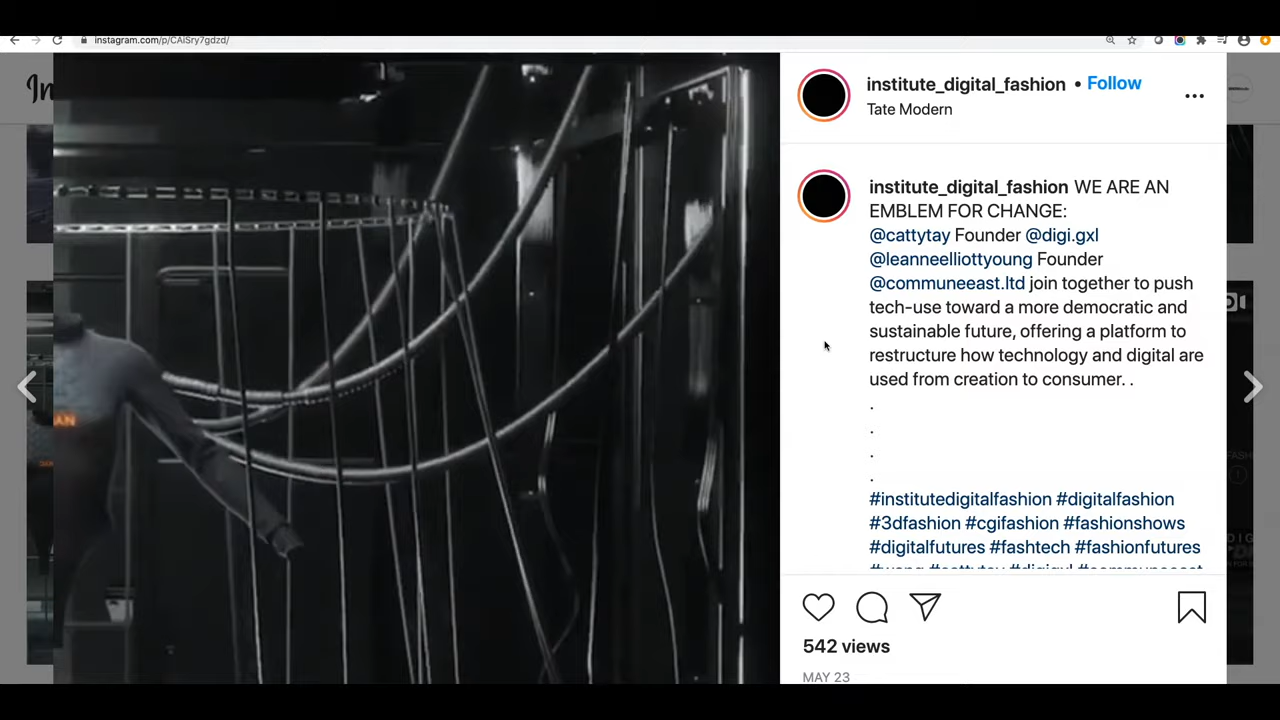 instagram.com/p/CAiSry7gdzd/
In
institute_digital_fashion • Follow
Tate Modern
institute_digital_fashion WE ARE AN
EMBLEM FOR CHANGE:
@cattytay Founder @digi.gxl
@leanneelliottyoung Founder
@communeeast.ltd join together to push
tech-use toward a more democratic and
sustainable future, offering a platform to
restructure how technology and digital are
used from creation to consumer. .
.
.
.
.
#institutedigitalfashion #digitalfashion
#3dfashion #cgifashion #fashionshows
#digitalfutures #fashtech #fashionfutures
AN
542 views
MAY 23